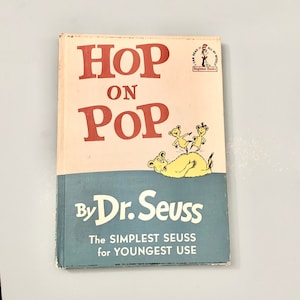 HOP
ON
POP
By Dr. Seuss
The SIMPLEST SEUSS
for YOUNGEST USE